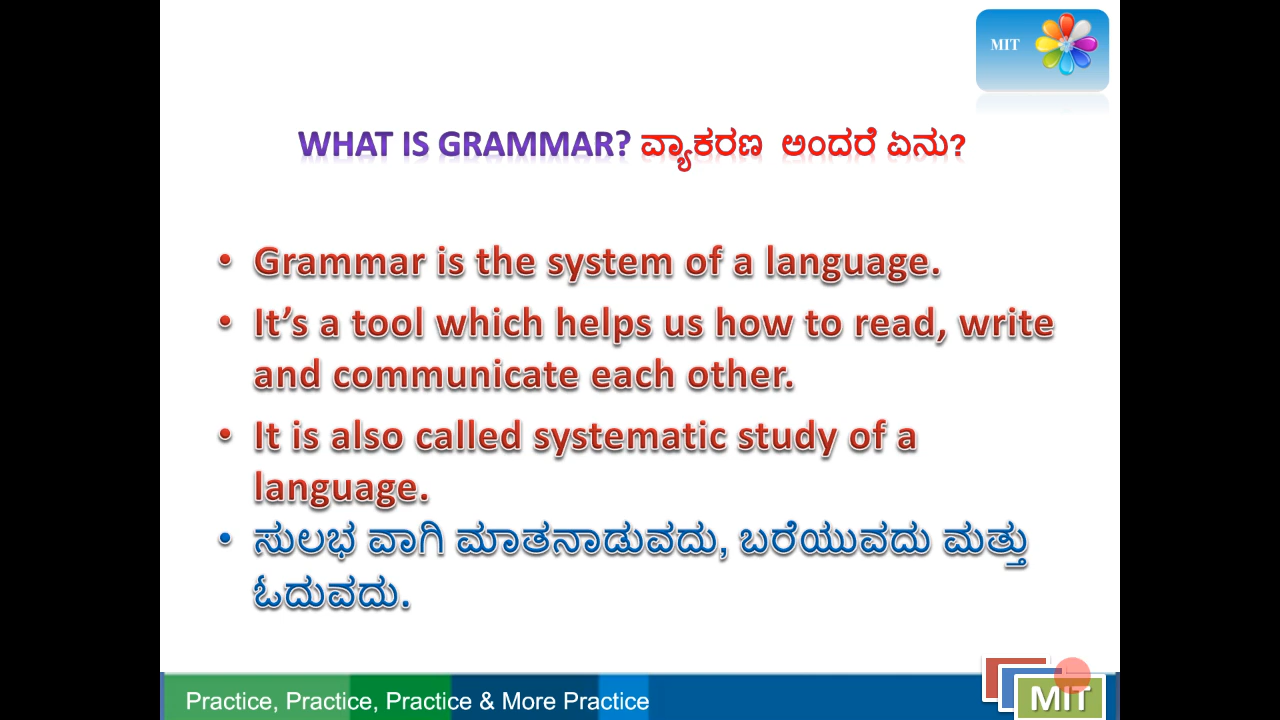 MIT
WHAT IS GRAMMAR? ವ್ಯಾಕರಣ ಅಂದರೆ ಏನು?
• Grammar is the system of a language.
• It’s a tool which helps us how to read, write
and communicate each other.
• It is also called systematic study of a
language.
• ಸುಲಭ ವಾಗಿ ಮಾತನಾಡುವದು, ಬರೆಯುವದು ಮತ್ತು
ಓದುವದು.
Practice, Practice, Practice & More Practice
MIT